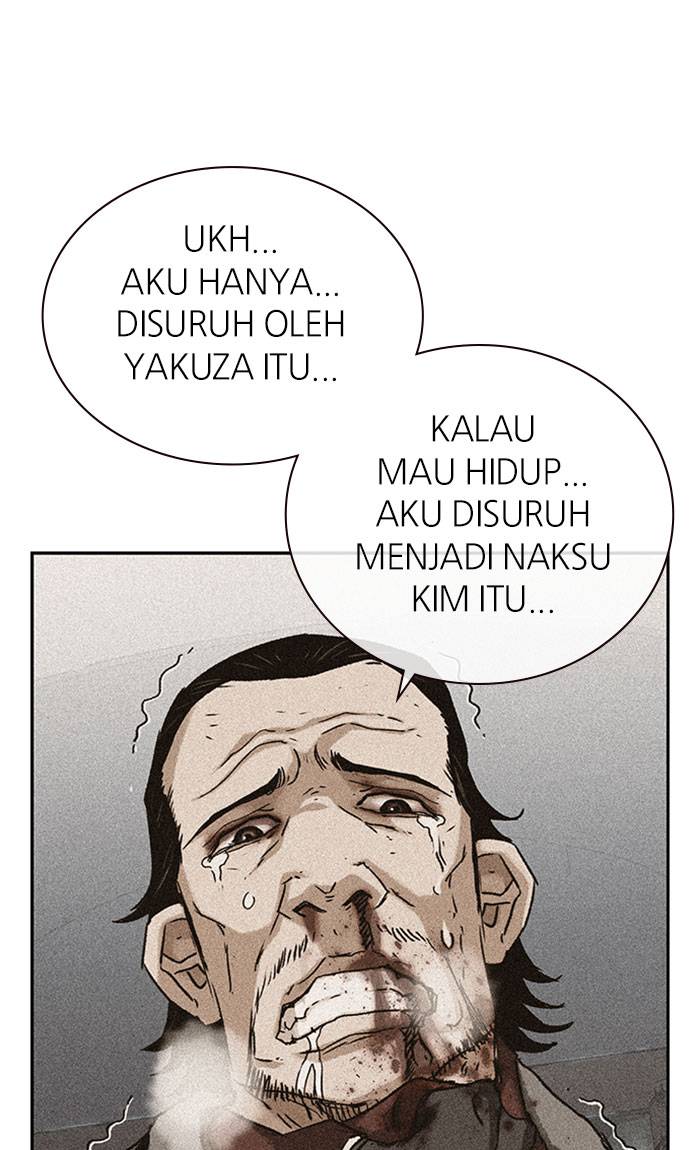 UKH...
AKU HANYA...
DISURUH OLEH
YAKUZA ITU...
KALAU
MAU HIDUP...
AKU DISURUH
MENJADI NAKSU
KIM ITU...